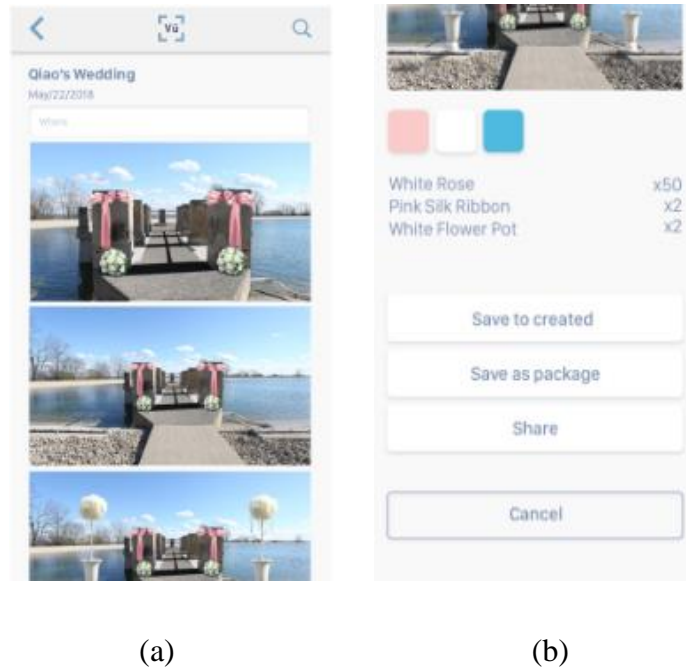 Vü
Qiao's Wedding
May/22/2018
Where
White Rose x50
Pink Silk Ribbon x2
White Flower Pot x2
Save to created
Save as package
Share
Cancel
(a) (b)